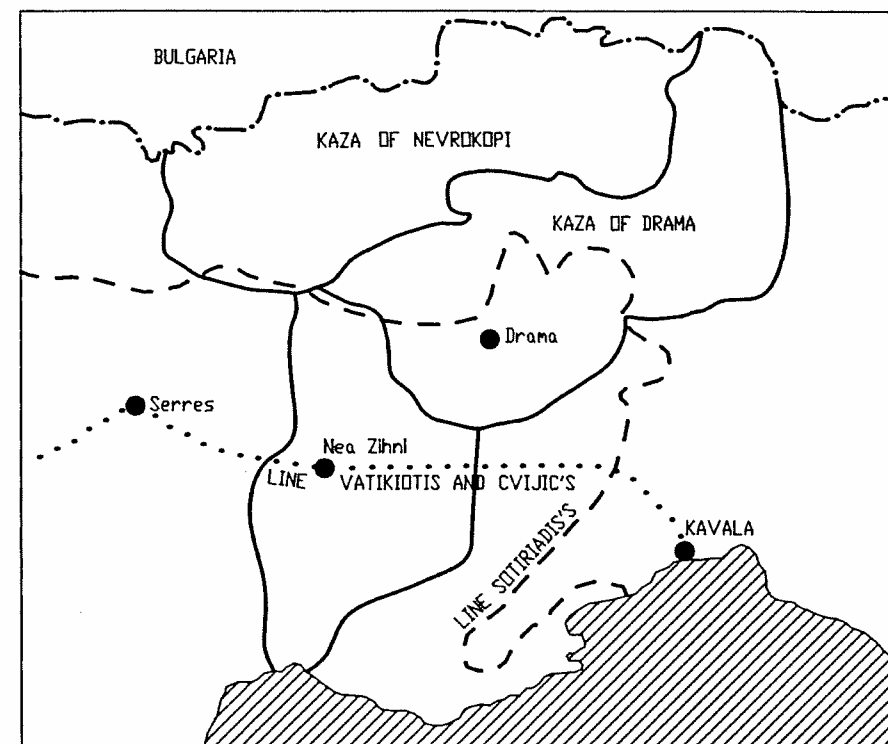 BULGARIA
KAZA OF NEVROKOPI
KAZA OF DRAMA
Drama
Serres
Nea Zihni
LINE VATIKIOTIS AND CVIJIC'S
KAVALA
LINE SOTIRIADIS'S